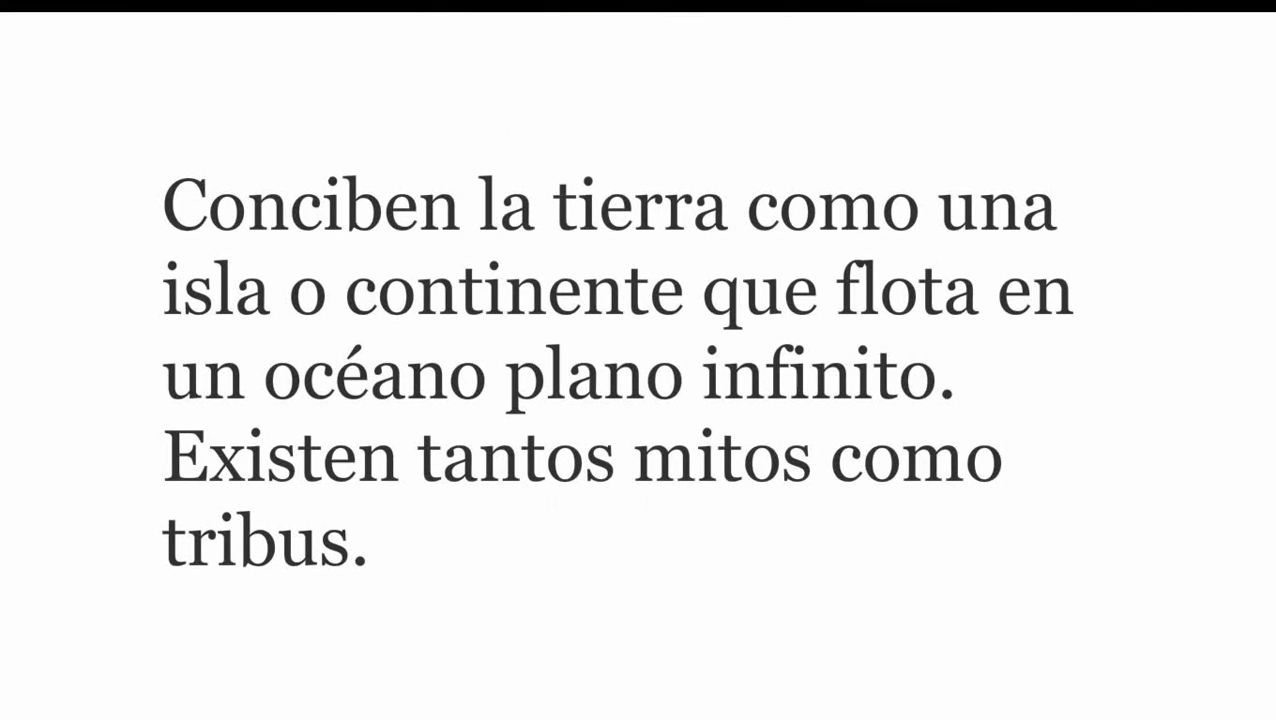 Conciben la tierra como una
isla o continente que flota en
un océano plano infinito.
Existen tantos mitos como
tribus.